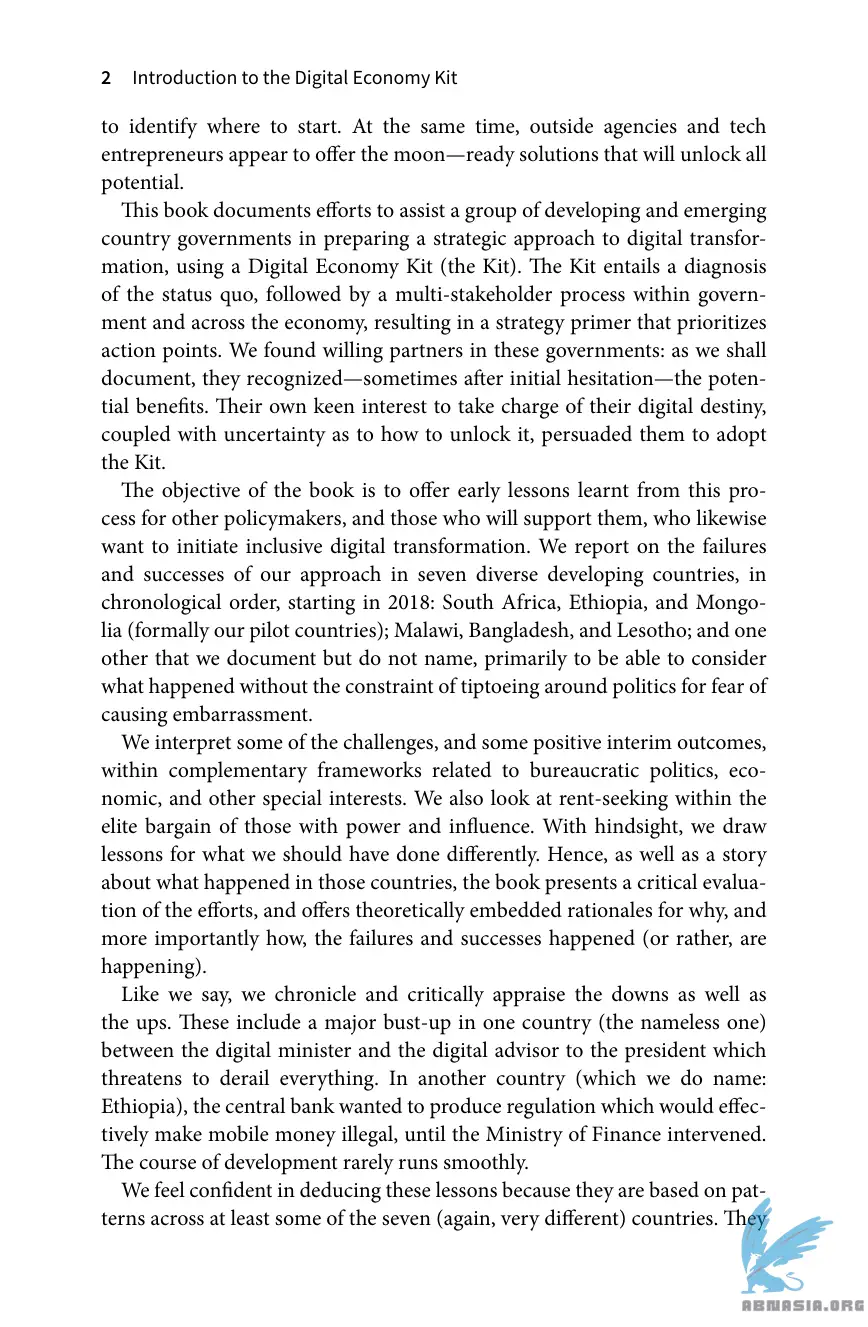 2 Introduction to the Digital Economy Kit
to identify where to start. At the same time, outside agencies and tech
entrepreneurs appear to offer the moon—ready solutions that will unlock all
potential.
This book documents efforts to assist a group of developing and emerging
country governments in preparing a strategic approach to digital transfor-
mation, using a Digital Economy Kit (the Kit). The Kit entails a diagnosis
of the status quo, followed by a multi-stakeholder process within govern-
ment and across the economy, resulting in a strategy primer that prioritizes
action points. We found willing partners in these governments: as we shall
document, they recognized—sometimes after initial hesitation—the poten-
tial benefits. Their own keen interest to take charge of their digital destiny,
coupled with uncertainty as to how to unlock it, persuaded them to adopt
the Kit.
The objective of the book is to offer early lessons learnt from this pro-
cess for other policymakers, and those who will support them, who likewise
want to initiate inclusive digital transformation. We report on the failures
and successes of our approach in seven diverse developing countries, in
chronological order, starting in 2018: South Africa, Ethiopia, and Mongo-
lia (formally our pilot countries); Malawi, Bangladesh, and Lesotho; and one
other that we document but do not name, primarily to be able to consider
what happened without the constraint of tiptoeing around politics for fear of
causing embarrassment.
We interpret some of the challenges, and some positive interim outcomes,
within complementary frameworks related to bureaucratic politics, eco-
nomic, and other special interests. We also look at rent-seeking within the
elite bargain of those with power and influence. With hindsight, we draw
lessons for what we should have done differently. Hence, as well as a story
about what happened in those countries, the book presents a critical evalua-
tion of the efforts, and offers theoretically embedded rationales for why, and
more importantly how, the failures and successes happened (or rather, are
happening).
Like we say, we chronicle and critically appraise the downs as well as
the ups. These include a major bust-up in one country (the nameless one)
between the digital minister and the digital advisor to the president which
threatens to derail everything. In another country (which we do name:
Ethiopia), the central bank wanted to produce regulation which would effec-
tively make mobile money illegal, until the Ministry of Finance intervened.
The course of development rarely runs smoothly.
We feel confident in deducing these lessons because they are based on pat-
terns across at least some of the seven (again, very different) countries. They
ABNASIA.ORG